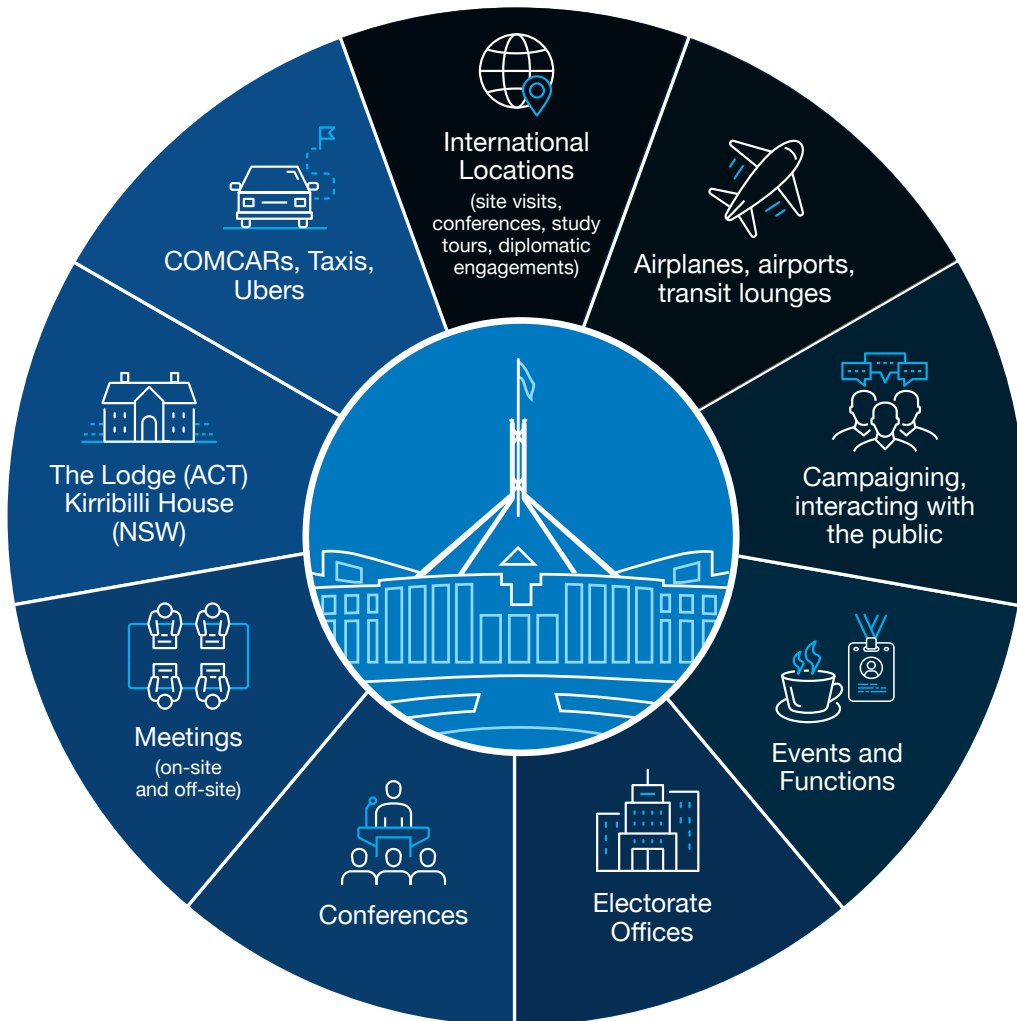 International
Locations
(site visits,
conferences, study
tours, diplomatic
engagements)
Airplanes, airports,
transit lounges
Campaigning,
interacting with
the public
Events and
Functions
Electorate
Offices
Conferences
Meetings
(on-site
and off-site)
The Lodge (ACT)
Kirribilli House
(NSW)
COMCARs, Taxis,
Ubers